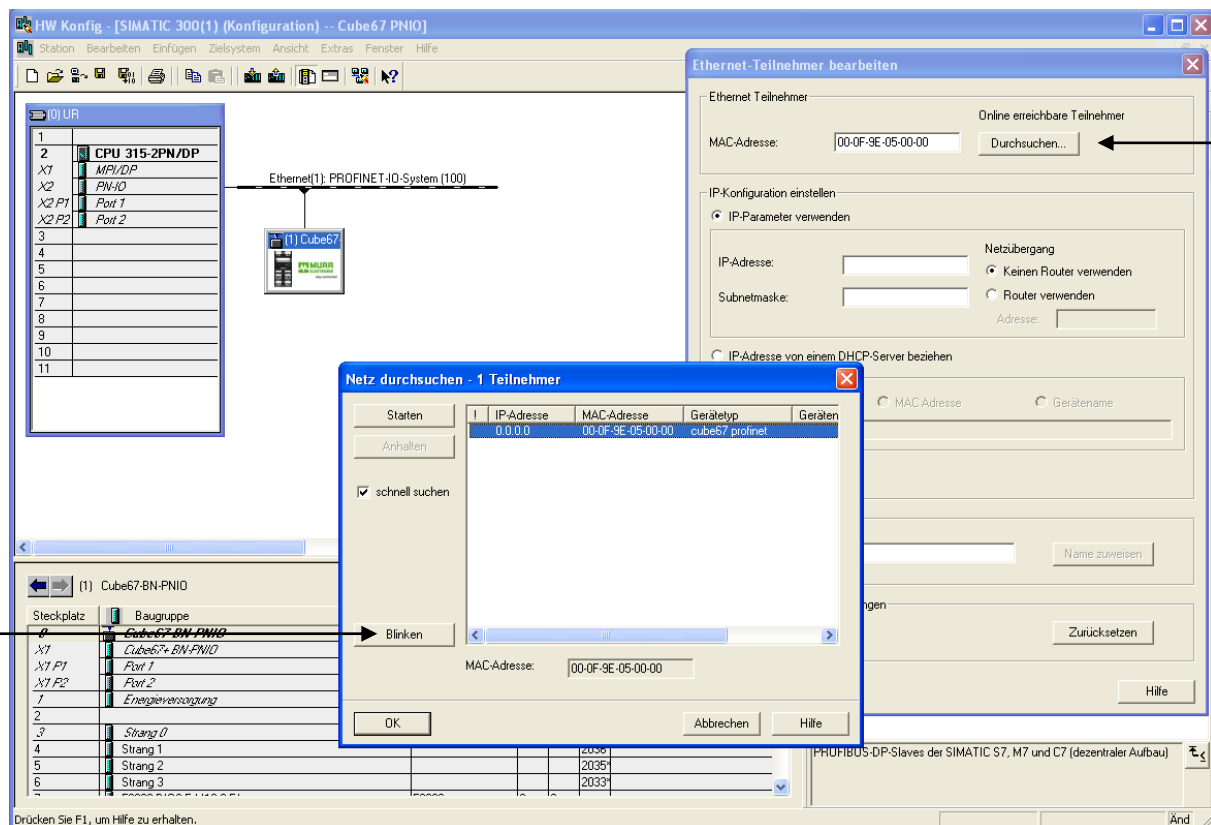 HW Konfig - [SIMATIC 300(1) (Konfiguration) -- Cube67 PNIO]
Station Bearbeiten Einfügen Zielsystem Ansicht Extras Fenster Hilfe
(0) UR
1
2 CPU 315-2PN/DP
X1 MPI/DP
X2 PN-IO
X2 P1 Port 1
X2 P2 Port 2
3
4
5
6
7
8
9
10
11
Ethernet(1): PROFINET-IO-System (100)
(1) Cube67-
MURR
Ethernet-Teilnehmer bearbeiten
Ethernet Teilnehmer
Online erreichbare Teilnehmer
MAC-Adresse: 00-0F-9E-05-00-00 Durchsuchen...
IP-Konfiguration einstellen
IP-Parameter verwenden
Netzübergang
IP-Adresse: Keinen Router verwenden
Subnetmaske: Router verwenden
Adresse:
IP-Adresse von einem DHCP-Server beziehen
MAC Adresse Gerätename
Name zuweisen
ngen
Zurücksetzen
Hilfe
Netz durchsuchen - 1 Teilnehmer
Starten
Anhalten
schnell suchen
Blinken
! IP-Adresse MAC-Adresse Gerätetyp Geräten
0.0.0.0 00-0F-9E-05-00-00 cube67 profinet
MAC-Adresse: 00-0F-9E-05-00-00
OK Abbrechen Hilfe
(1) Cube67-BN-PNIO
Steckplatz Baugruppe
0 Cube67-BN-PNIO
X1 Cube67+ BN-PNIO
X1 P1 Port 1
X1 P2 Port 2
1 Energieversorgung
2
3 Strang 0
4 Strang 1 2036
5 Strang 2 2035*
6 Strang 3 2033*
PROFIBUS-DP-Slaves der SIMATIC S7, M7 und C7 (dezentraler Aufbau)
Drücken Sie F1, um Hilfe zu erhalten.
Änd